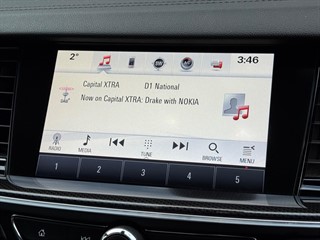 2° 3:46
Capital XTRA D1 National
Now on Capital XTRA: Drake with NOKIA
RADIO MEDIA TUNE BROWSE MENU
1 2 3 4 5